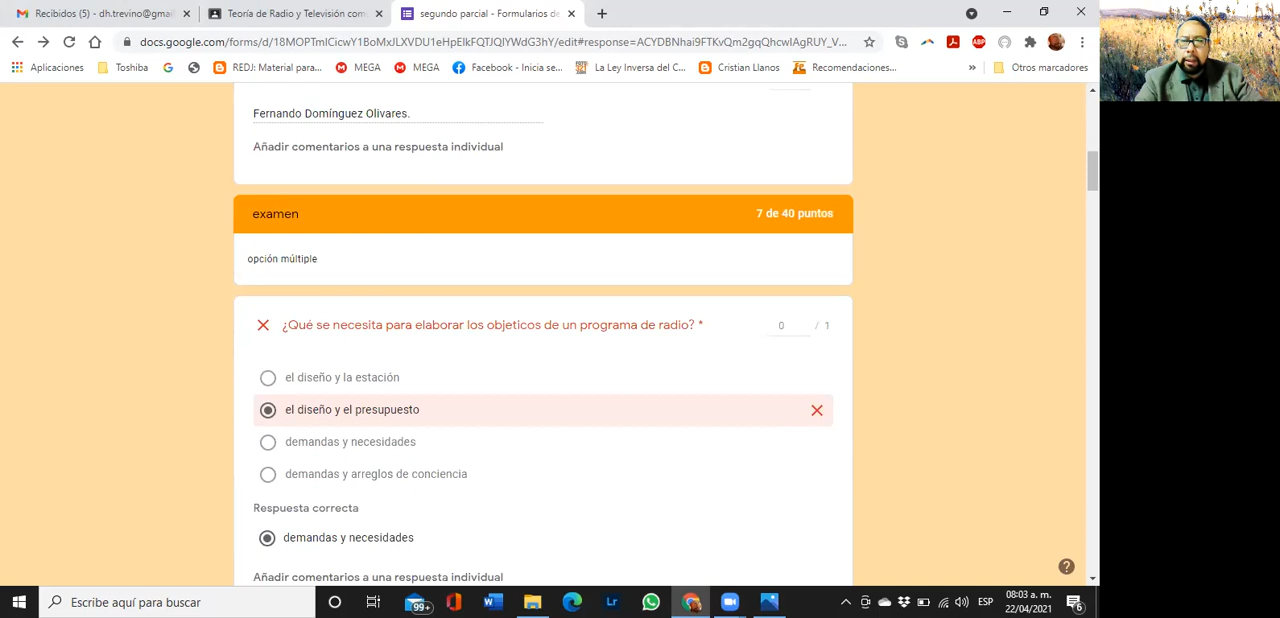 Recibidos (5) - dh.trevino@gmai
Teoría de Radio y Televisión com
segundo parcial - Formularios de
docs.google.com/forms/d/
Aplicaciones
Toshiba
REDJ: Material para...
MEGA
MEGA
Facebook - Inicia se...
La Ley Inversa del C...
Cristian Llanos
Recomendaciones...
»
Otros marcadores
Fernando Domínguez Olivares.
Añadir comentarios a una respuesta individual
examen
7 de 40 puntos
opción múltiple
¿Qué se necesita para elaborar los objeticos de un programa de radio? *
0 / 1
el diseño y la estación
el diseño y el presupuesto
demandas y necesidades
demandas y arreglos de conciencia
Respuesta correcta
demandas y necesidades
Añadir comentarios a una respuesta individual
Escribe aquí para buscar
99+
ESP
08:03 a. m.
22/04/2021
6